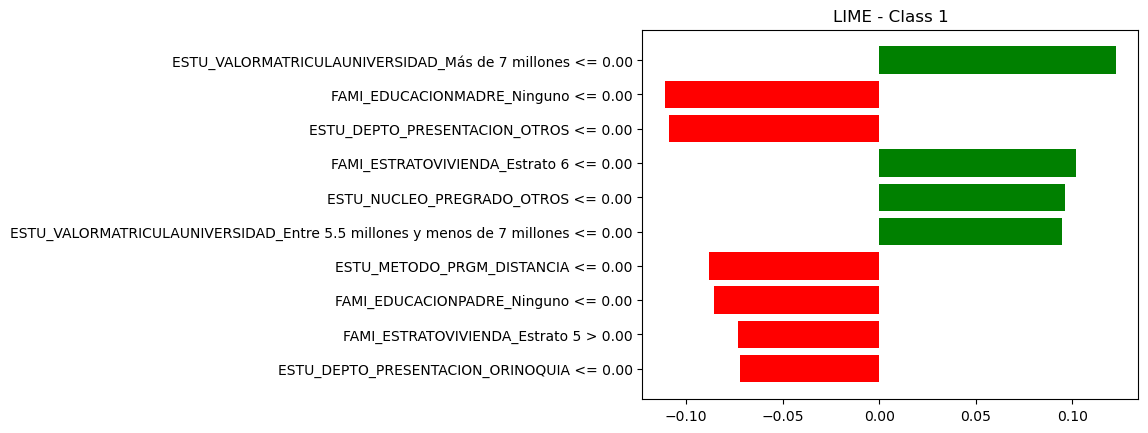 LIME - Class 1
ESTU_VALORMATRICULAUNIVERSIDAD_Más de 7 millones <= 0.00
FAMI_EDUCACIONMADRE_Ninguno <= 0.00
ESTU_DEPTO_PRESENTACION_OTROS <= 0.00
FAMI_ESTRATOVIVIENDA_Estrato 6 <= 0.00
ESTU_NUCLEO_PREGRADO_OTROS <= 0.00
ESTU_VALORMATRICULAUNIVERSIDAD_Entre 5.5 millones y menos de 7 millones <= 0.00
ESTU_METODO_PRGM_DISTANCIA <= 0.00
FAMI_EDUCACIONPADRE_Ninguno <= 0.00
FAMI_ESTRATOVIVIENDA_Estrato 5 > 0.00
ESTU_DEPTO_PRESENTACION_ORINOQUIA <= 0.00
−0.10 −0.05 0.00 0.05 0.10